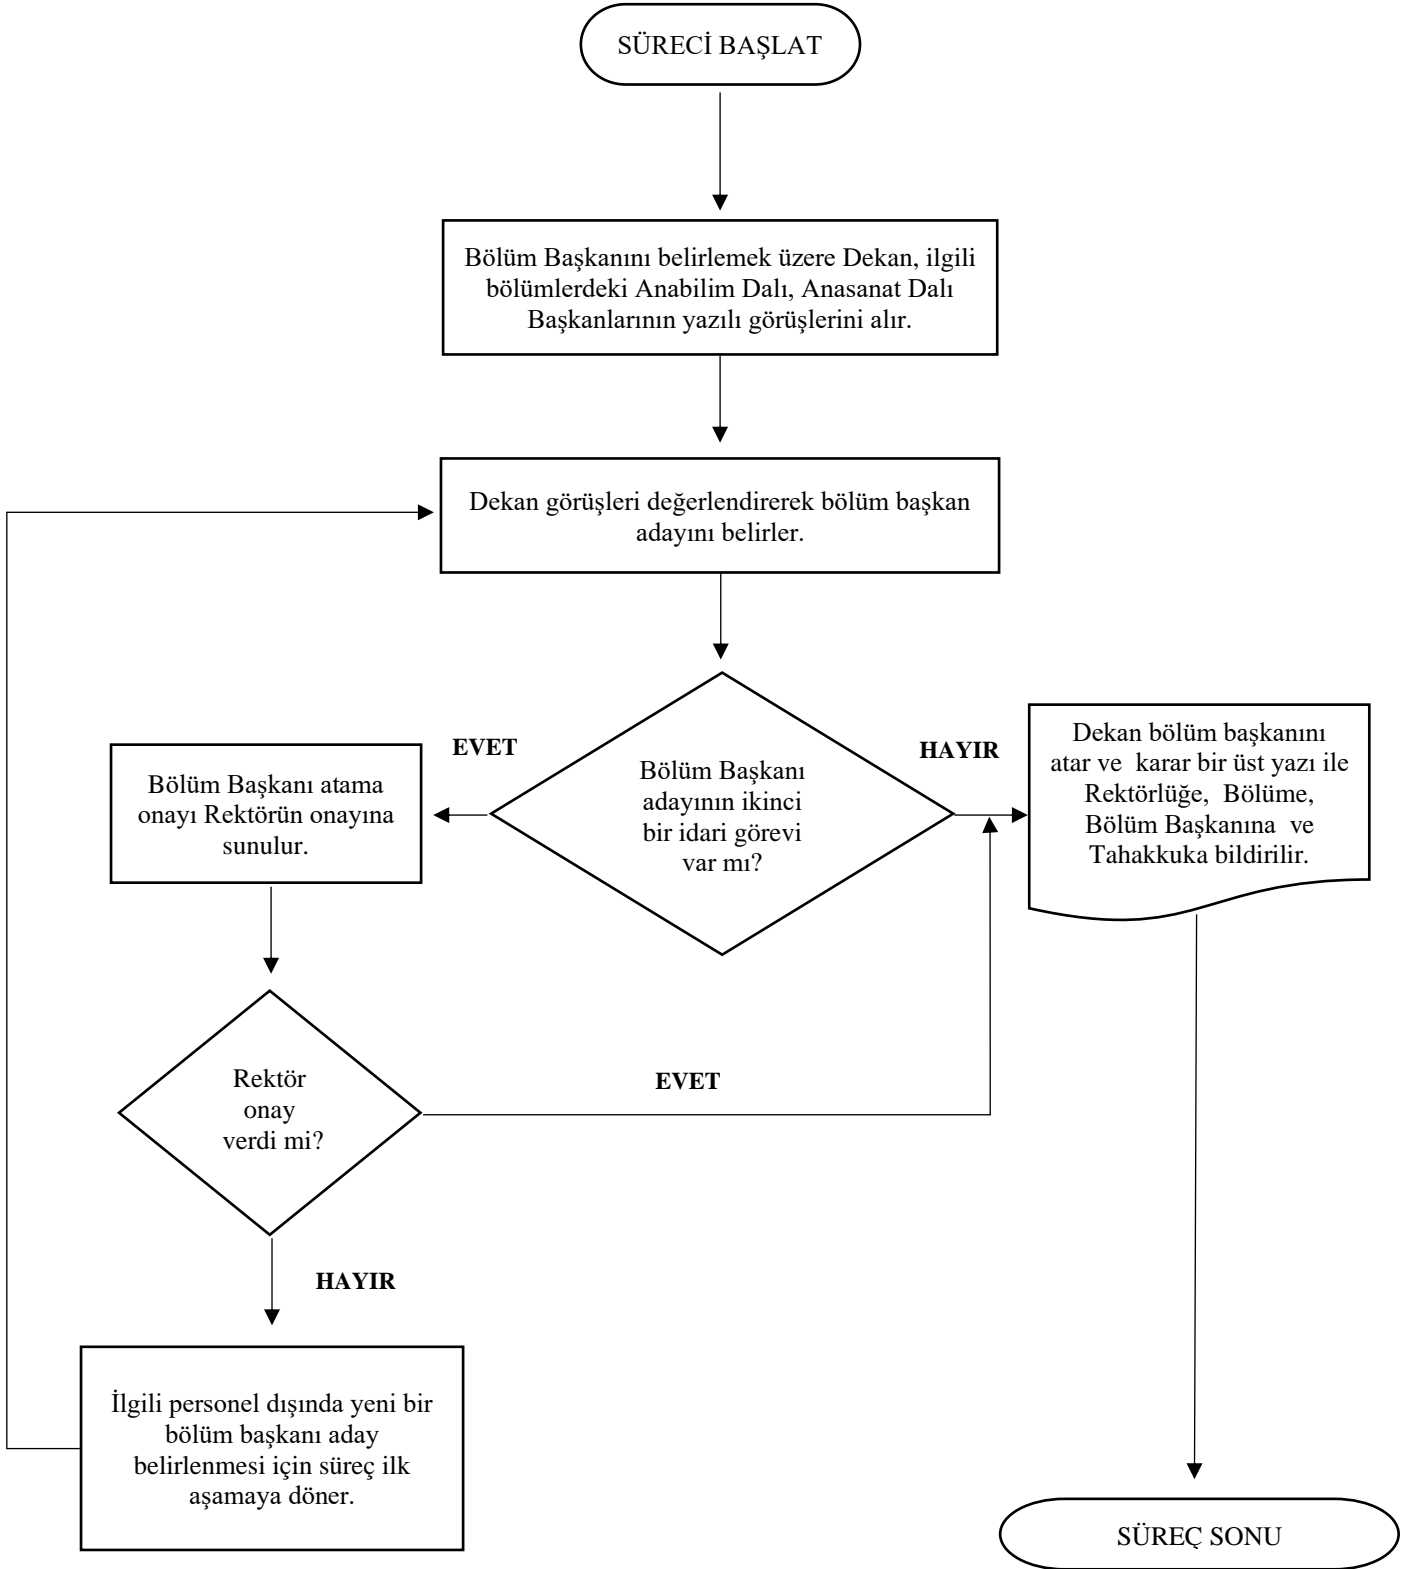 SÜRECİ BAŞLAT
Bölüm Başkanını belirlemek üzere Dekan, ilgili
bölümlerdeki Anabilim Dalı, Anasanat Dalı
Başkanlarının yazılı görüşlerini alır.
Dekan görüşleri değerlendirerek bölüm başkan
adayını belirler.
EVET
HAYIR
Bölüm Başkanı
adayının ikinci
bir idari görevi
var mı?
Dekan bölüm başkanını
atar ve karar bir üst yazı ile
Rektörlüğe, Bölüme,
Bölüm Başkanına ve
Tahakkuka bildirilir.
Bölüm Başkanı atama
onayı Rektörün onayına
sunulur.
Rektör
onay
verdi mi?
EVET
HAYIR
İlgili personel dışında yeni bir
bölüm başkanı aday
belirlenmesi için süreç ilk
aşamaya döner.
SÜREÇ SONU